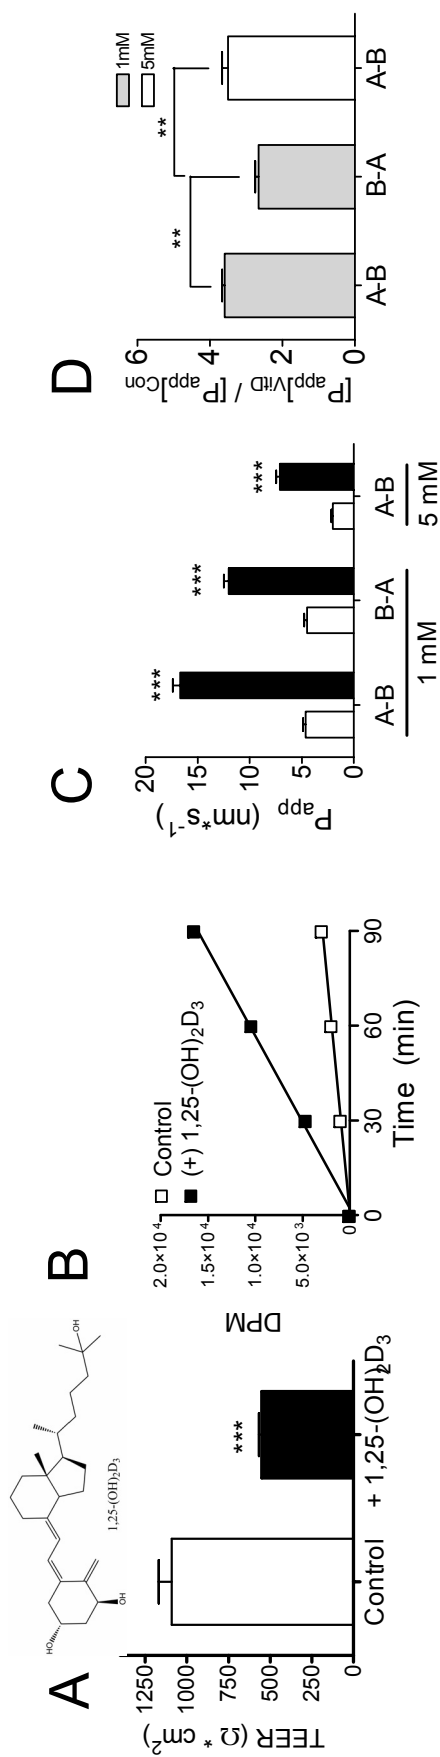 A
HO
OH
OH
1,25-(OH)₂D₃
TEER (Ω * cm²)
1250
1000
750
500
250
0
***
Control
+ 1,25-(OH)₂D₃
B
Control
(+) 1,25-(OH)₂D₃
DPM
2.0×10⁴
1.5×10⁴
1.0×10⁴
5.0×10³
0
0 30 60 90
Time (min)
C
P_app (nm*s⁻¹)
20
15
10
5
0
*** *** ***
A-B B-A A-B
1 mM 5 mM
D
1mM
5mM
[P_app]VitD / [P_app]Con
6
4
2
0
** **
A-B B-A A-B